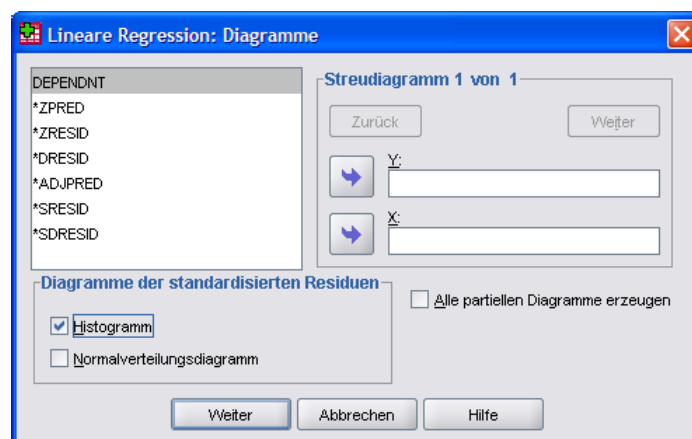 Lineare Regression: Diagramme
DEPENDNT
*ZPRED
*ZRESID
*DRESID
*ADJPRED
*SRESID
*SDRESID
Streudiagramm 1 von 1
Zurück
Weiter
Y:
X:
Diagramme der standardisierten Residuen
Histogramm
Normalverteilungsdiagramm
Alle partiellen Diagramme erzeugen
Weiter
Abbrechen
Hilfe